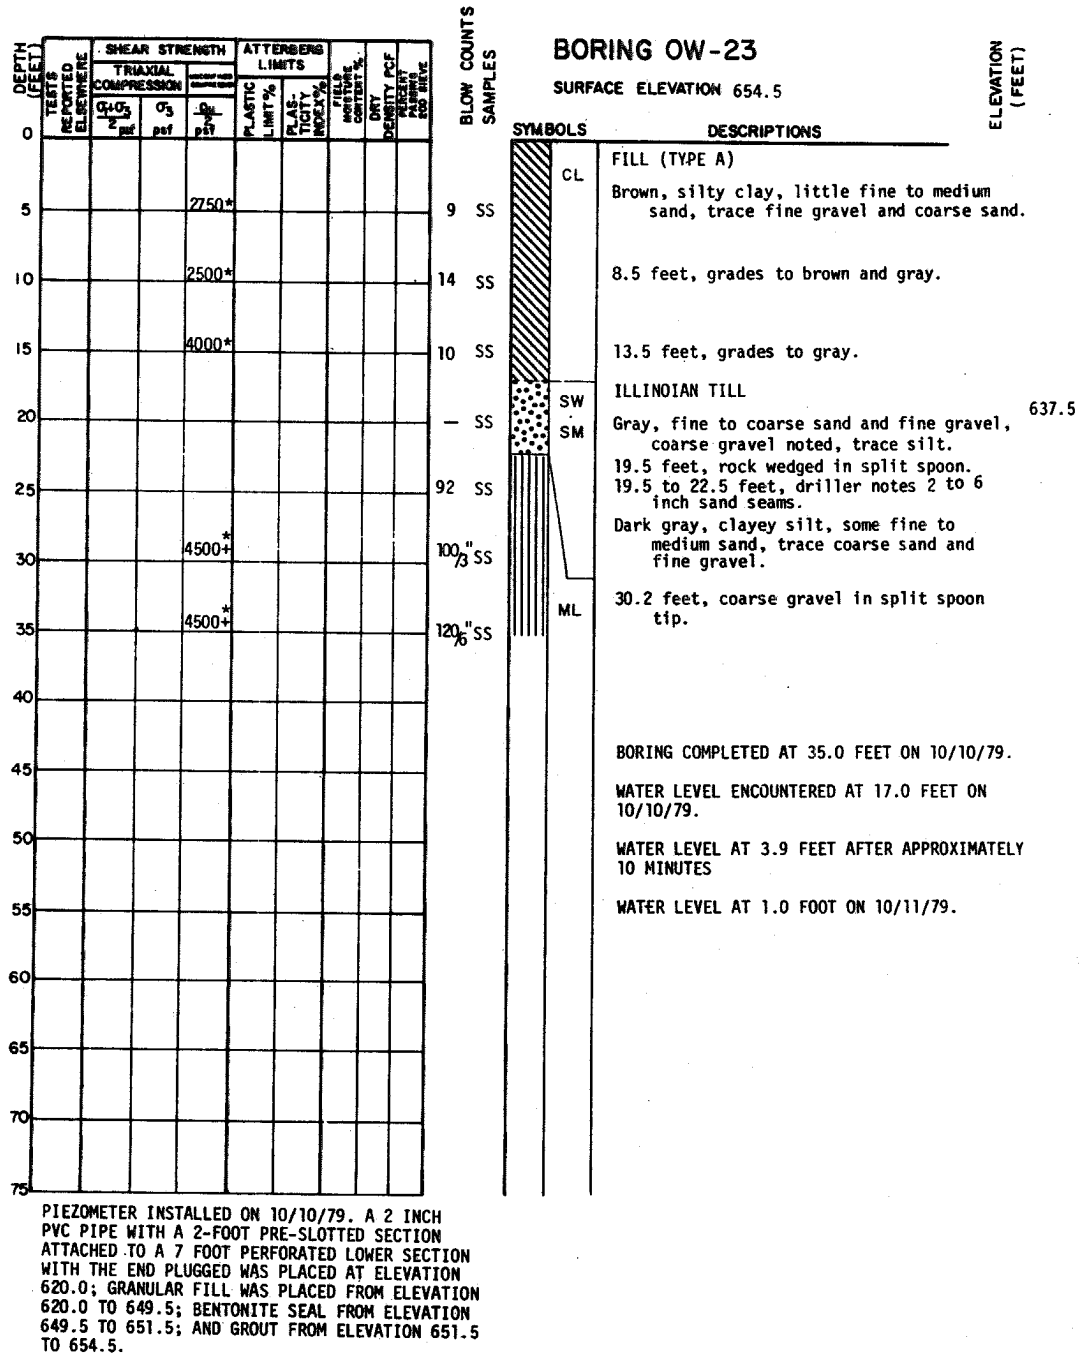 BORING OW-23
SURFACE ELEVATION 654.5
DEPTH (FEET)
TESTS REPORTED ELSEWHERE
SHEAR STRENGTH
TRIAXIAL COMPRESSION
σ₁+σ₃/2 psf
σ₃ psf
psf
ATTERBERG LIMITS
PLASTIC LIMIT%
PLAS-TICITY INDEX%
FIELD MOISTURE CONTENT %
DRY DENSITY PCF
PERCENT PASSING 200 SIEVE
BLOW COUNTS
SAMPLES
SYMBOLS
DESCRIPTIONS
ELEVATION (FEET)
0
CL
FILL (TYPE A)
Brown, silty clay, little fine to medium
sand, trace fine gravel and coarse sand.
5 2750* 9 SS
10 2500* 14 SS
8.5 feet, grades to brown and gray.
15 4000* 10 SS
13.5 feet, grades to gray.
ILLINOIAN TILL
637.5
SW
SM
20 — SS
Gray, fine to coarse sand and fine gravel,
coarse gravel noted, trace silt.
19.5 feet, rock wedged in split spoon.
19.5 to 22.5 feet, driller notes 2 to 6
inch sand seams.
25 92 SS
Dark gray, clayey silt, some fine to
medium sand, trace coarse sand and
fine gravel.
30 4500+* 100/3" SS
ML
30.2 feet, coarse gravel in split spoon
tip.
35 4500+* 120/6" SS
40
45
50
55
60
65
70
75
BORING COMPLETED AT 35.0 FEET ON 10/10/79.
WATER LEVEL ENCOUNTERED AT 17.0 FEET ON
10/10/79.
WATER LEVEL AT 3.9 FEET AFTER APPROXIMATELY
10 MINUTES
WATER LEVEL AT 1.0 FOOT ON 10/11/79.
PIEZOMETER INSTALLED ON 10/10/79. A 2 INCH
PVC PIPE WITH A 2-FOOT PRE-SLOTTED SECTION
ATTACHED TO A 7 FOOT PERFORATED LOWER SECTION
WITH THE END PLUGGED WAS PLACED AT ELEVATION
620.0; GRANULAR FILL WAS PLACED FROM ELEVATION
620.0 TO 649.5; BENTONITE SEAL FROM ELEVATION
649.5 TO 651.5; AND GROUT FROM ELEVATION 651.5
TO 654.5.